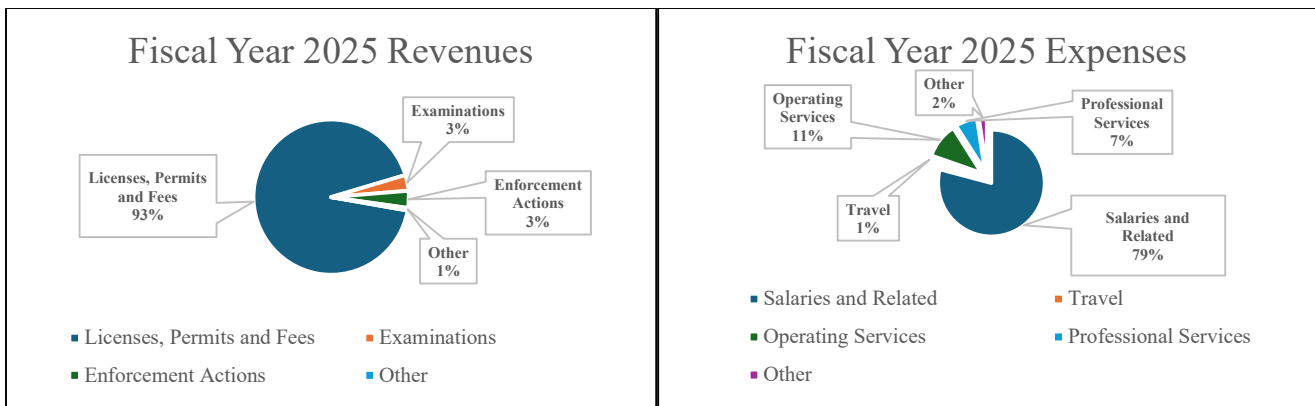 Fiscal Year 2025 Revenues
Examinations
3%
Licenses, Permits
and Fees
93%
Enforcement
Actions
3%
Other
1%
Licenses, Permits and Fees
Examinations
Enforcement Actions
Other
Fiscal Year 2025 Expenses
Other
2%
Operating
Services
11%
Professional
Services
7%
Travel
1%
Salaries and
Related
79%
Salaries and Related
Travel
Operating Services
Professional Services
Other